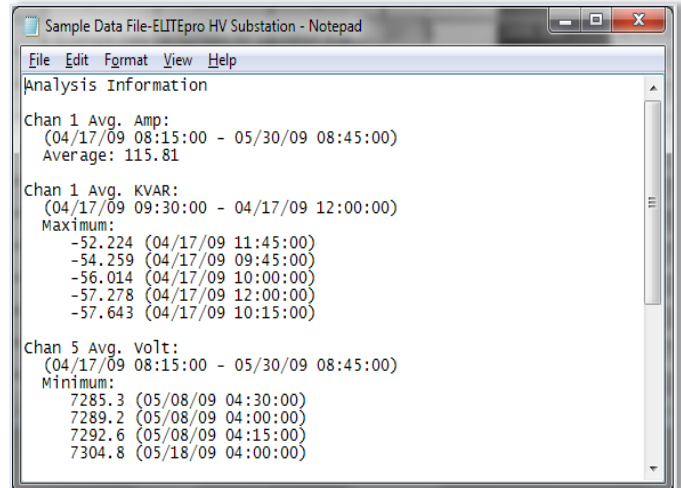 Sample Data File-ELITEpro HV Substation - Notepad
File Edit Format View Help
Analysis Information
Chan 1 Avg. Amp:
(04/17/09 08:15:00 - 05/30/09 08:45:00)
Average: 115.81
Chan 1 Avg. KVAR:
(04/17/09 09:30:00 - 04/17/09 12:00:00)
Maximum:
-52.224 (04/17/09 11:45:00)
-54.259 (04/17/09 09:45:00)
-56.014 (04/17/09 10:00:00)
-57.278 (04/17/09 12:00:00)
-57.643 (04/17/09 10:15:00)
Chan 5 Avg. Volt:
(04/17/09 08:15:00 - 05/30/09 08:45:00)
Minimum:
7285.3 (05/08/09 04:30:00)
7289.2 (05/08/09 04:00:00)
7292.6 (05/08/09 04:15:00)
7304.8 (05/18/09 04:00:00)